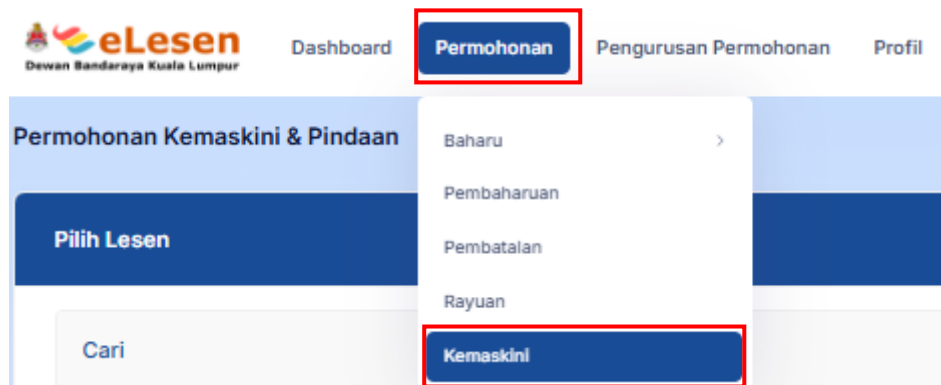 eLesen
Dewan Bandaraya Kuala Lumpur
Dashboard
Permohonan
Pengurusan Permohonan
Profil
Permohonan Kemaskini & Pindaan
Baharu
Pembaharuan
Pembatalan
Rayuan
Kemaskini
Pilih Lesen
Cari